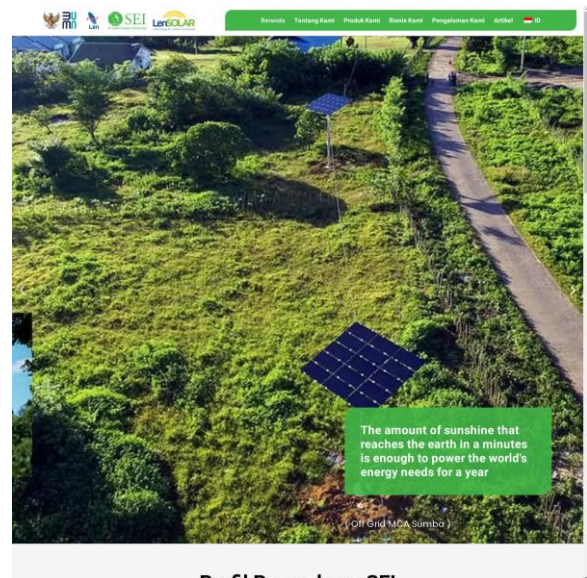 Len
SEI
LenSOLAR
Beranda Tentang Kami Produk Kami Bisnis Kami Pengalaman Kami Artikel ID
The amount of sunshine that
reaches the earth in a minutes
is enough to power the world's
energy needs for a year
( Off Grid MCA Sumba )